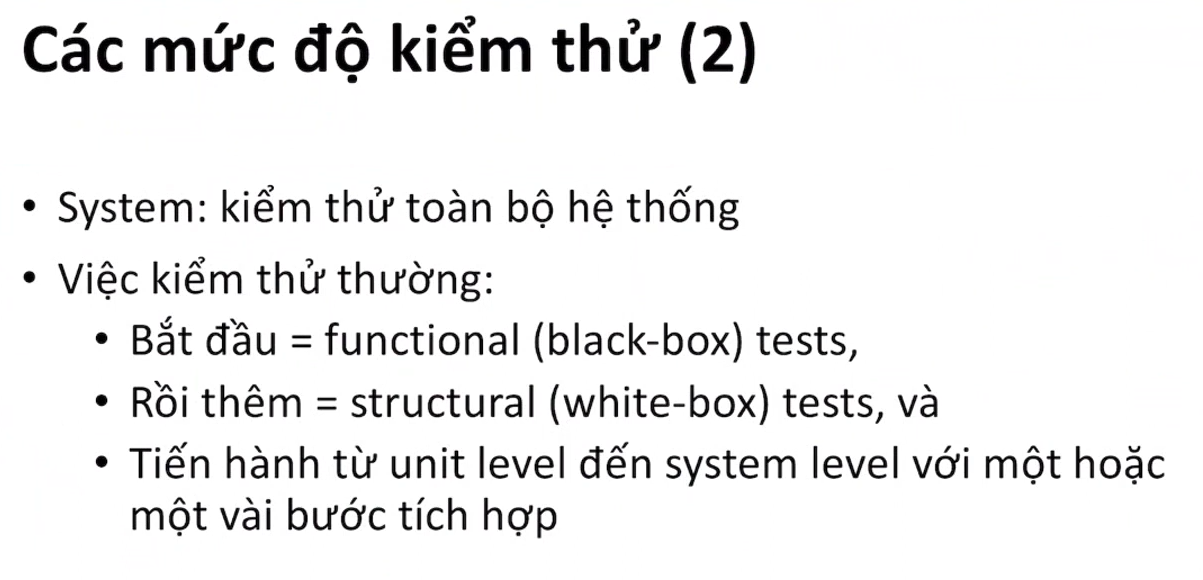 Các mức độ kiểm thử (2)
• System: kiểm thử toàn bộ hệ thống
• Việc kiểm thử thường:
• Bắt đầu = functional (black-box) tests,
• Rồi thêm = structural (white-box) tests, và
• Tiến hành từ unit level đến system level với một hoặc
một vài bước tích hợp